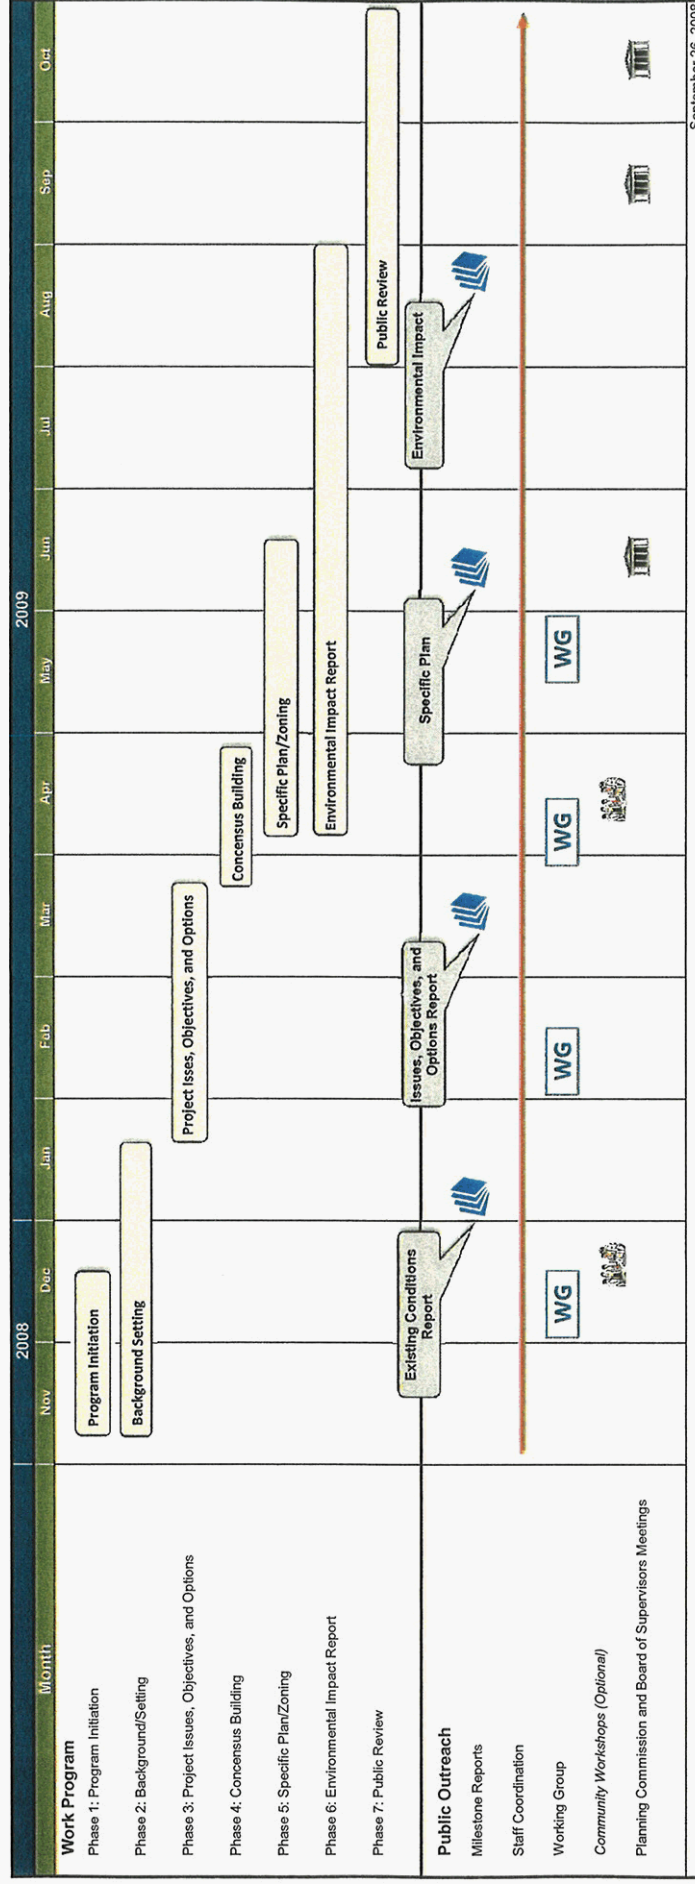 2008
2009
Month
Nov
Dec
Jan
Feb
Mar
Apr
May
Jun
Jul
Aug
Sep
Oct
Work Program
Phase 1: Program Initiation
Program Initiation
Phase 2: Background/Setting
Background Setting
Phase 3: Project Issues, Objectives, and Options
Project Isses, Objectives, and Options
Phase 4: Concensus Building
Concensus Building
Phase 5: Specific Plan/Zoning
Specific Plan/Zoning
Phase 6: Environmental Impact Report
Environmental Impact Report
Phase 7: Public Review
Public Review
Existing Conditions
Report
Issues, Objectives, and
Options Report
Specific Plan
Environmental Impact
Public Outreach
Milestone Reports
Staff Coordination
Working Group
WG
WG
WG
WG
Community Workshops (Optional)
Planning Commission and Board of Supervisors Meetings
September 26, 2008